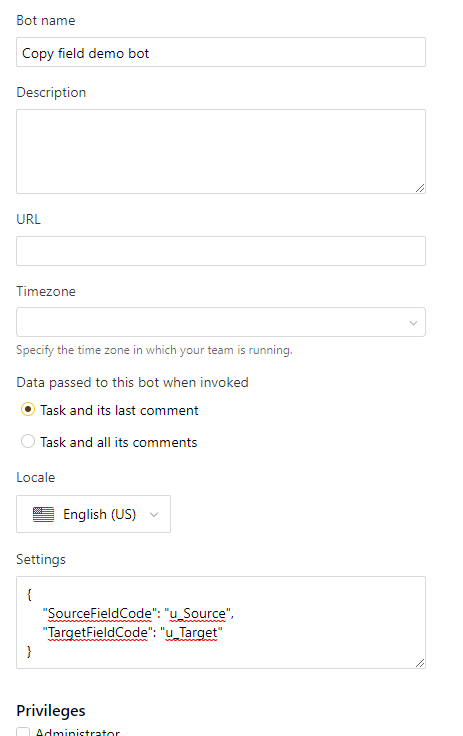 Bot name
Copy field demo bot
Description
URL
Timezone
Specify the time zone in which your team is running.
Data passed to this bot when invoked
Task and its last comment
Task and all its comments
Locale
English (US)
Settings
{
"SourceFieldCode": "u_Source",
"TargetFieldCode": "u_Target"
}
Privileges
Administrator